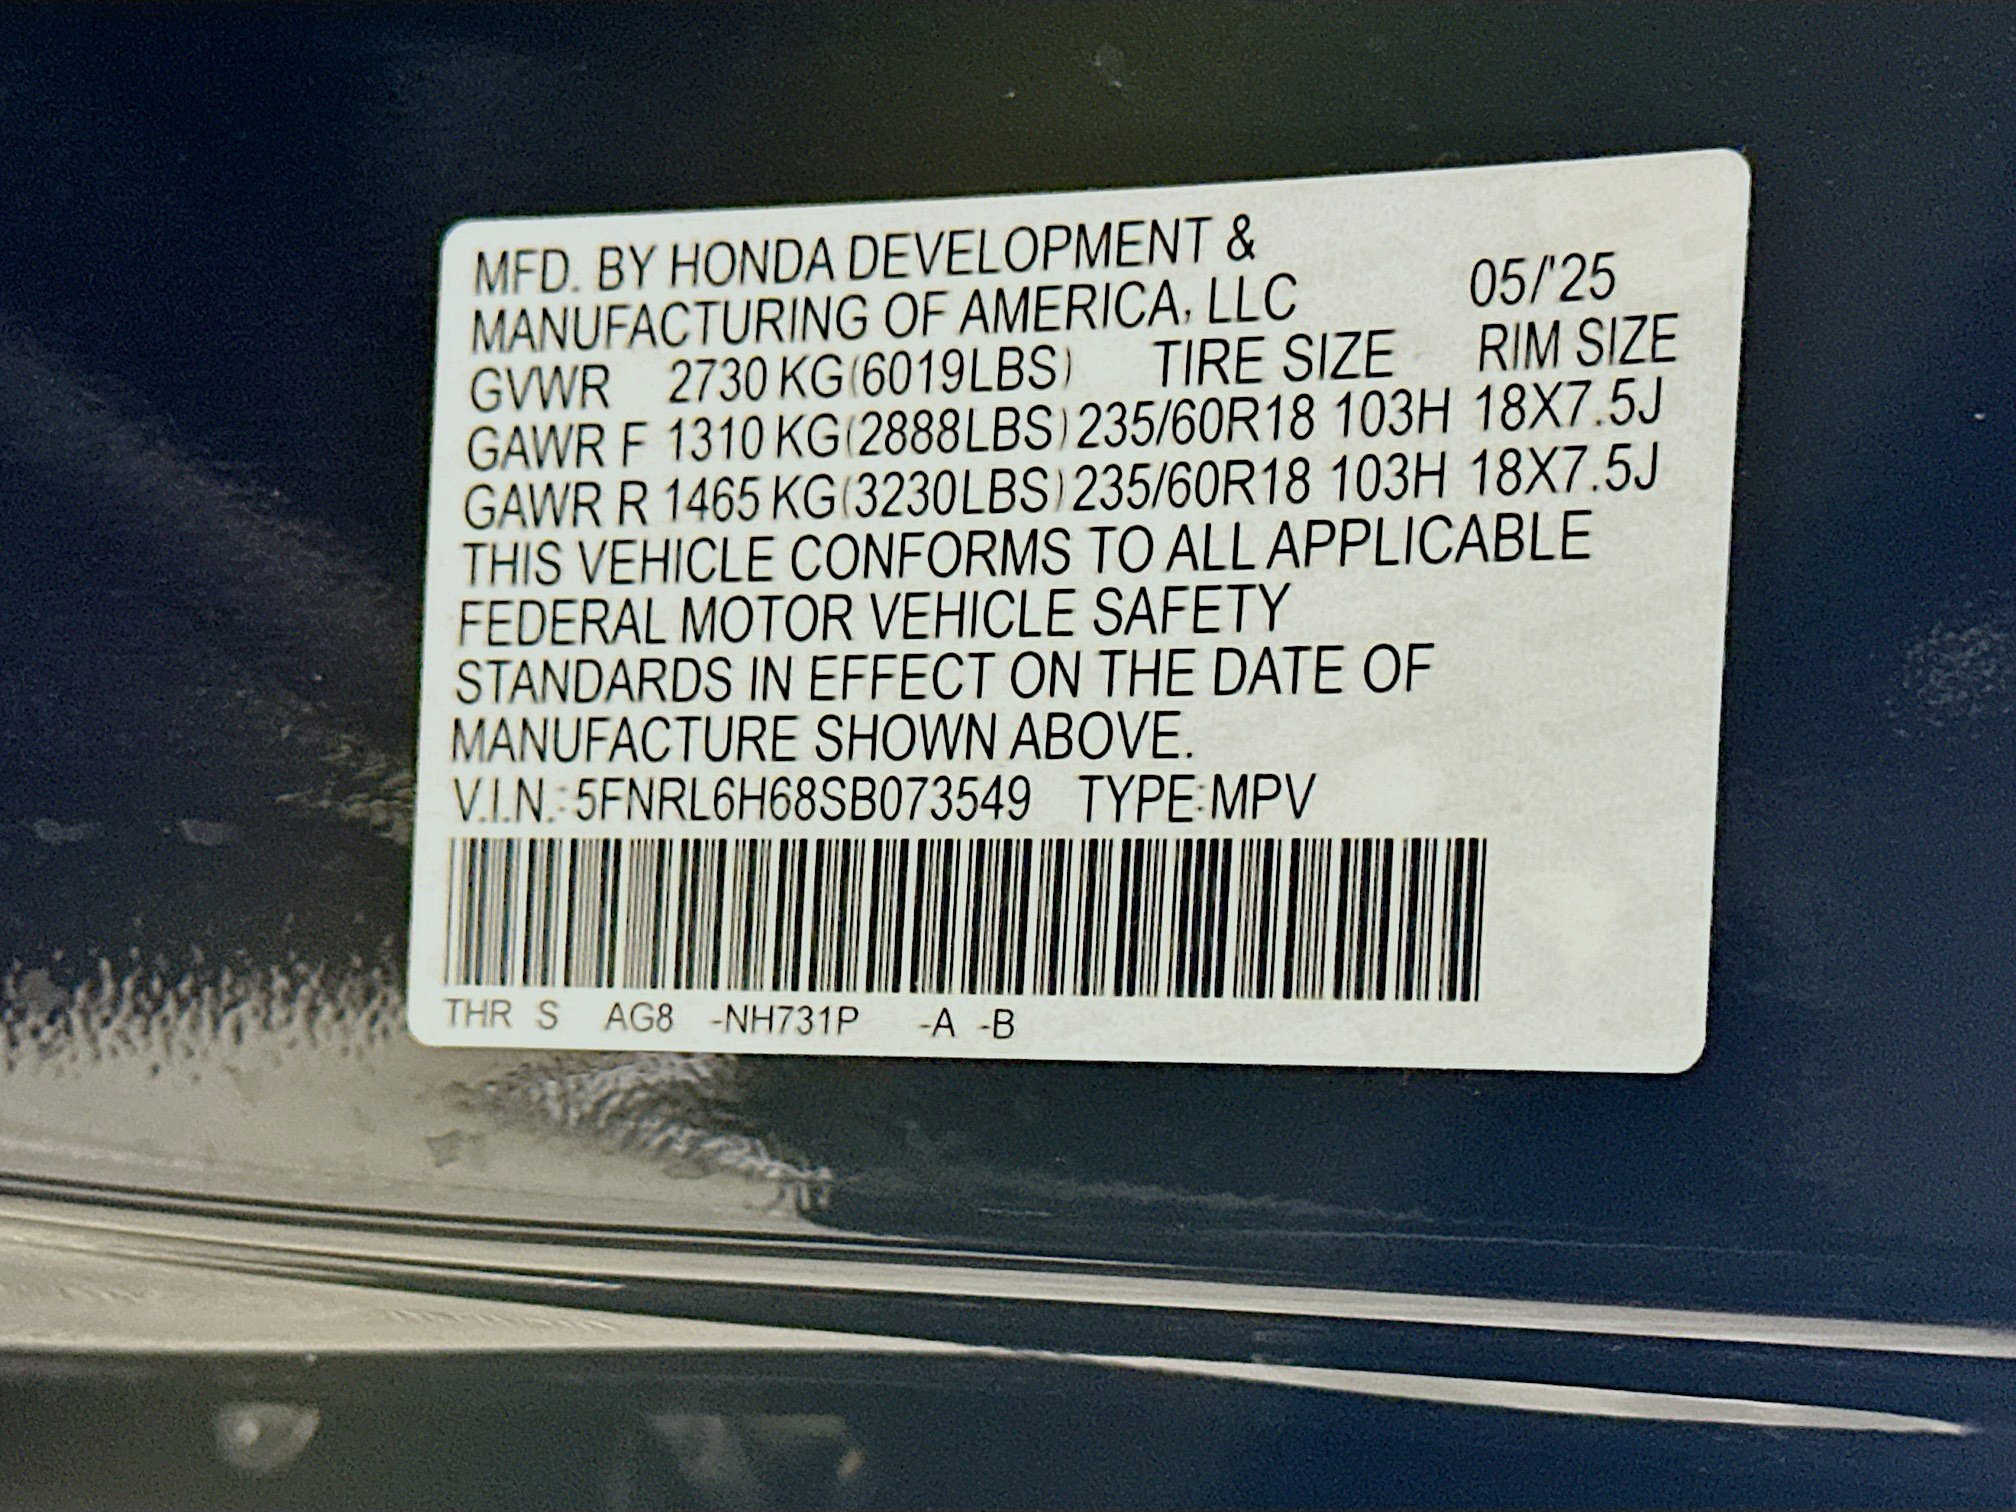 MFD. BY HONDA DEVELOPMENT &
MANUFACTURING OF AMERICA, LLC 05/'25
GVWR 2730 KG(6019LBS) TIRE SIZE RIM SIZE
GAWR F 1310 KG(2888LBS) 235/60R18 103H 18X7.5J
GAWR R 1465 KG(3230LBS) 235/60R18 103H 18X7.5J
THIS VEHICLE CONFORMS TO ALL APPLICABLE
FEDERAL MOTOR VEHICLE SAFETY
STANDARDS IN EFFECT ON THE DATE OF
MANUFACTURE SHOWN ABOVE.
V.I.N.: 5FNRL6H68SB073549 TYPE:MPV
THR S AG8 -NH731P -A -B